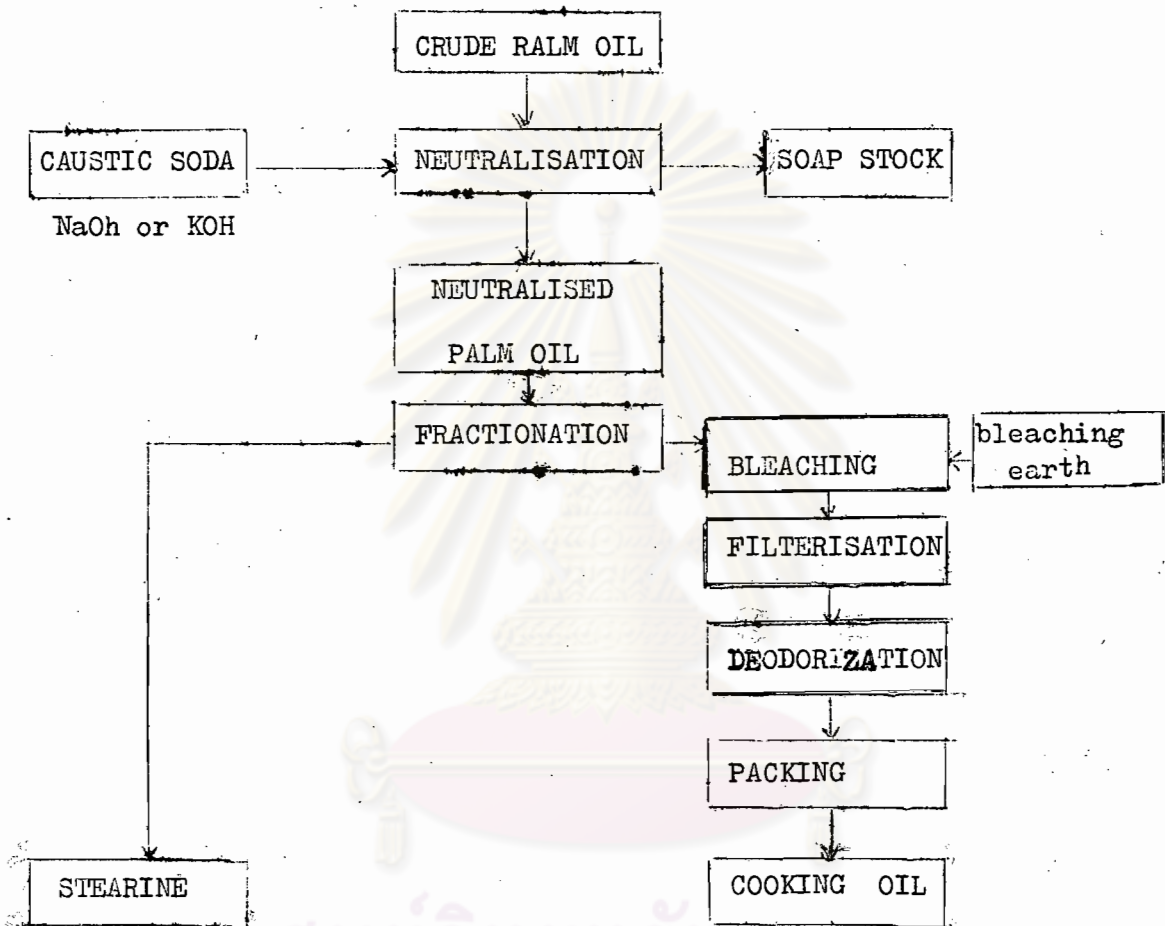 CRUDE RALM OIL
CAUSTIC SODA
NEUTRALISATION
SOAP STOCK
NaOh or KOH
NEUTRALISED
PALM OIL
FRACTIONATION
BLEACHING
bleaching
earth
FILTERISATION
DEODORIZATION
PACKING
STEARINE
COOKING OIL